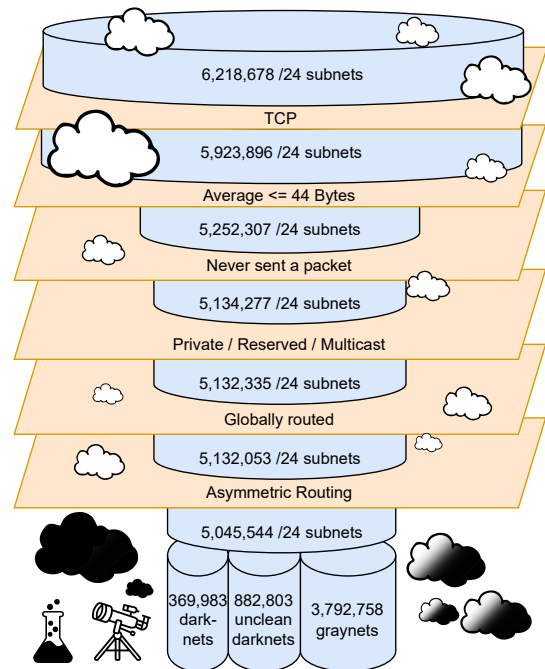 6,218,678 /24 subnets
TCP
5,923,896 /24 subnets
Average <= 44 Bytes
5,252,307 /24 subnets
Never sent a packet
5,134,277 /24 subnets
Private / Reserved / Multicast
5,132,335 /24 subnets
Globally routed
5,132,053 /24 subnets
Asymmetric Routing
5,045,544 /24 subnets
369,983
dark-
nets
882,803
unclean
darknets
3,792,758
graynets